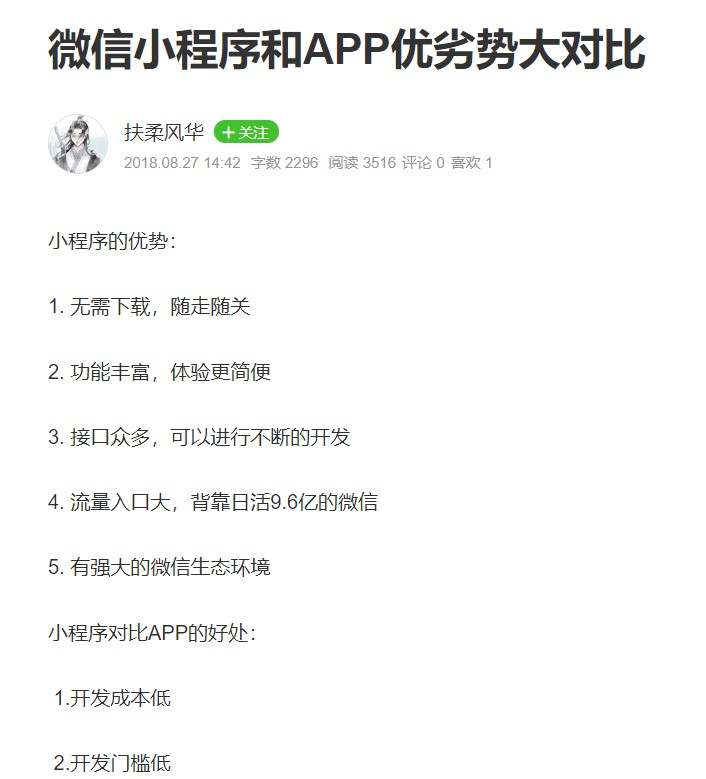 微信小程序和APP优劣势大对比
扶柔风华 +关注
2018.08.27 14:42 字数 2296 阅读 3516 评论 0 喜欢 1
小程序的优势：
1. 无需下载，随走随关
2. 功能丰富，体验更简便
3. 接口众多，可以进行不断的开发
4. 流量入口大，背靠日活9.6亿的微信
5. 有强大的微信生态环境
小程序对比APP的好处：
1.开发成本低
2.开发门槛低